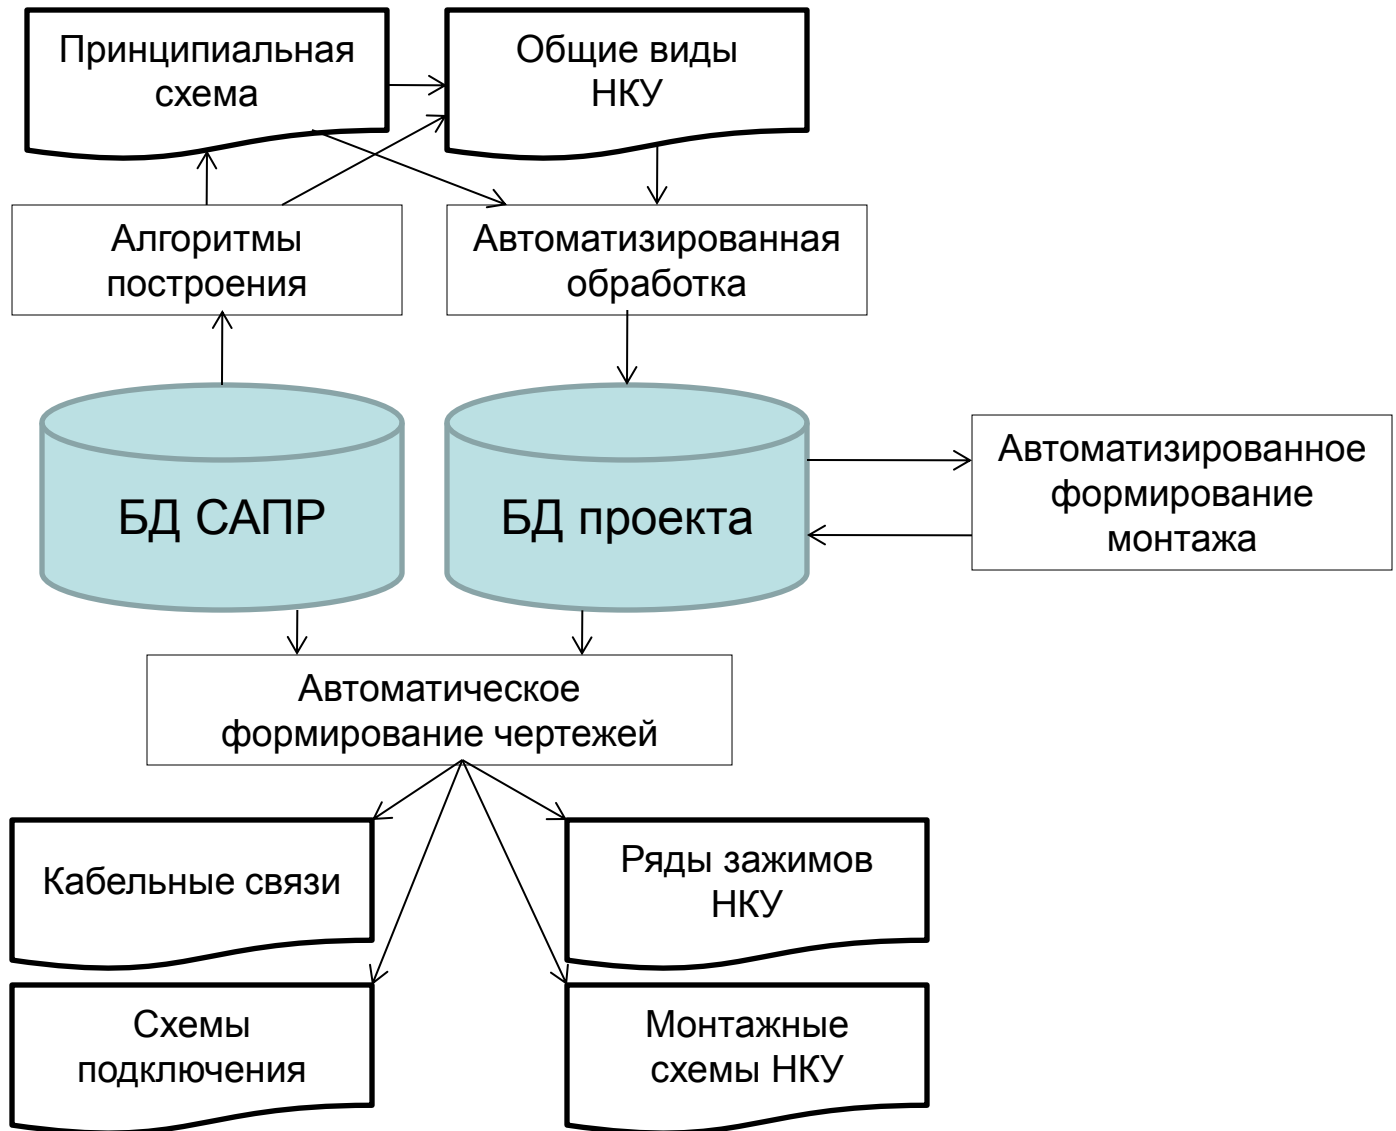 Принципиальная
схема
Общие виды
НКУ
Алгоритмы
построения
Автоматизированная
обработка
БД САПР
БД проекта
Автоматизированное
формирование
монтажа
Автоматическое
формирование чертежей
Кабельные связи
Ряды зажимов
НКУ
Схемы
подключения
Монтажные
схемы НКУ